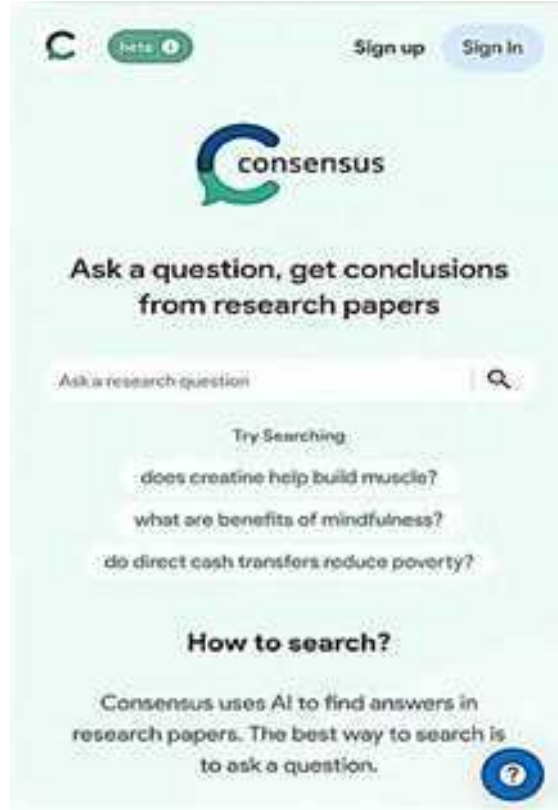 beta
Sign up
Sign In
consensus
Ask a question, get conclusions
from research papers
Ask a research question
Try Searching
does creatine help build muscle?
what are benefits of mindfulness?
do direct cash transfers reduce poverty?
How to search?
Consensus uses AI to find answers in
research papers. The best way to search is
to ask a question.
?